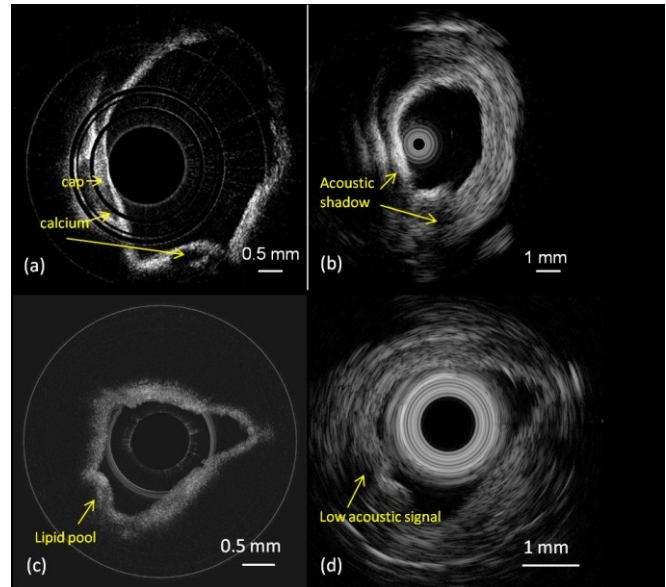 cap
calcium
0.5 mm
(a)
Acoustic
shadow
1 mm
(b)
Lipid pool
0.5 mm
(c)
Low acoustic signal
1 mm
(d)